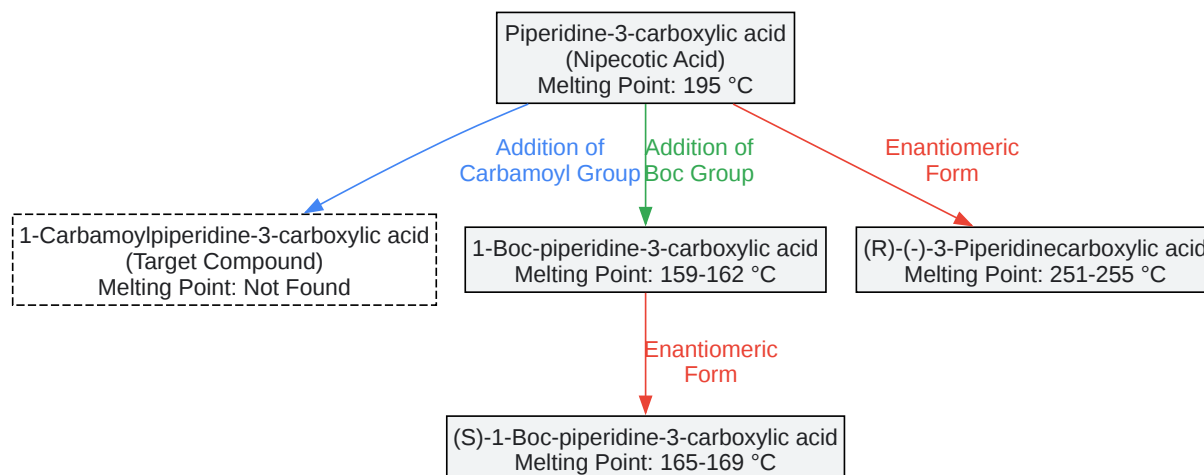 Piperidine-3-carboxylic acid
(Nipecotic Acid)
Melting Point: 195 °C
Addition of
Carbamoyl Group
Addition of
Boc Group
Enantiomeric
Form
1-Carbamoylpiperidine-3-carboxylic acid
(Target Compound)
Melting Point: Not Found
1-Boc-piperidine-3-carboxylic acid
Melting Point: 159-162 °C
(R)-(-)-3-Piperidinecarboxylic acid
Melting Point: 251-255 °C
Enantiomeric
Form
(S)-1-Boc-piperidine-3-carboxylic acid
Melting Point: 165-169 °C